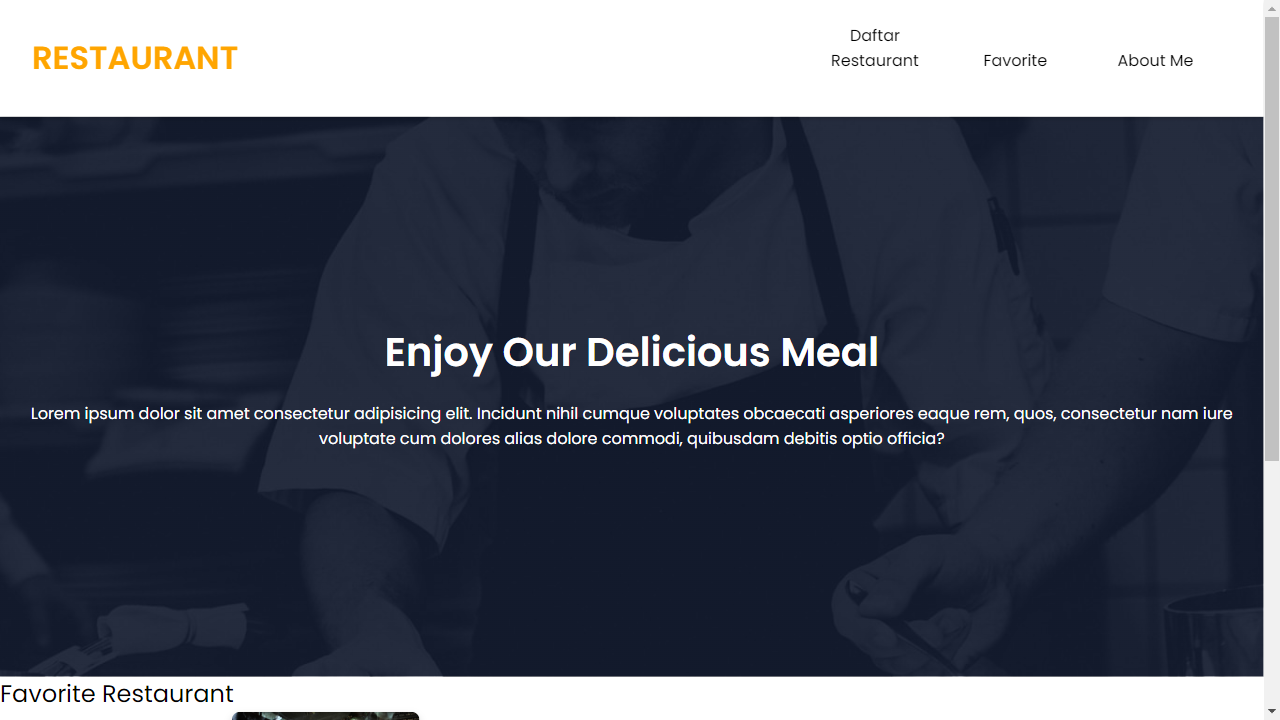 RESTAURANT
Daftar
Restaurant
Favorite
About Me
Enjoy Our Delicious Meal
Lorem ipsum dolor sit amet consectetur adipisicing elit. Incidunt nihil cumque voluptates obcaecati asperiores eaque rem, quos, consectetur nam iure
voluptate cum dolores alias dolore commodi, quibusdam debitis optio officia?
Favorite Restaurant